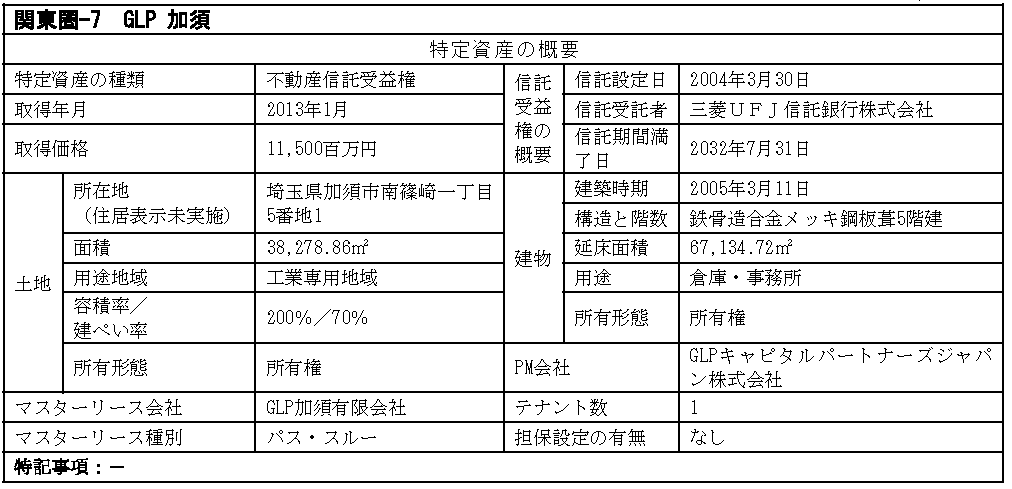 関東圏-7　GLP 加須
特定資産の概要
特定資産の種類　不動産信託受益権　信託受益権の概要　信託設定日　2004年3月30日
取得年月　2013年1月　信託受託者　三菱ＵＦＪ信託銀行株式会社
取得価格　11,500百万円　信託期間満了日　2032年7月31日
土地　所在地（住居表示未実施）　埼玉県加須市南篠崎一丁目5番地1　建物　建築時期　2005年3月11日
構造と階数　鉄骨造合金メッキ鋼板葺5階建
面積　38,278.86㎡　延床面積　67,134.72㎡
用途地域　工業専用地域　用途　倉庫・事務所
容積率／建ぺい率　200%／70%　所有形態　所有権
所有形態　所有権　PM会社　GLPキャピタルパートナーズジャパン株式会社
マスターリース会社　GLP加須有限会社　テナント数　1
マスターリース種別　パス・スルー　担保設定の有無　なし
特記事項：－